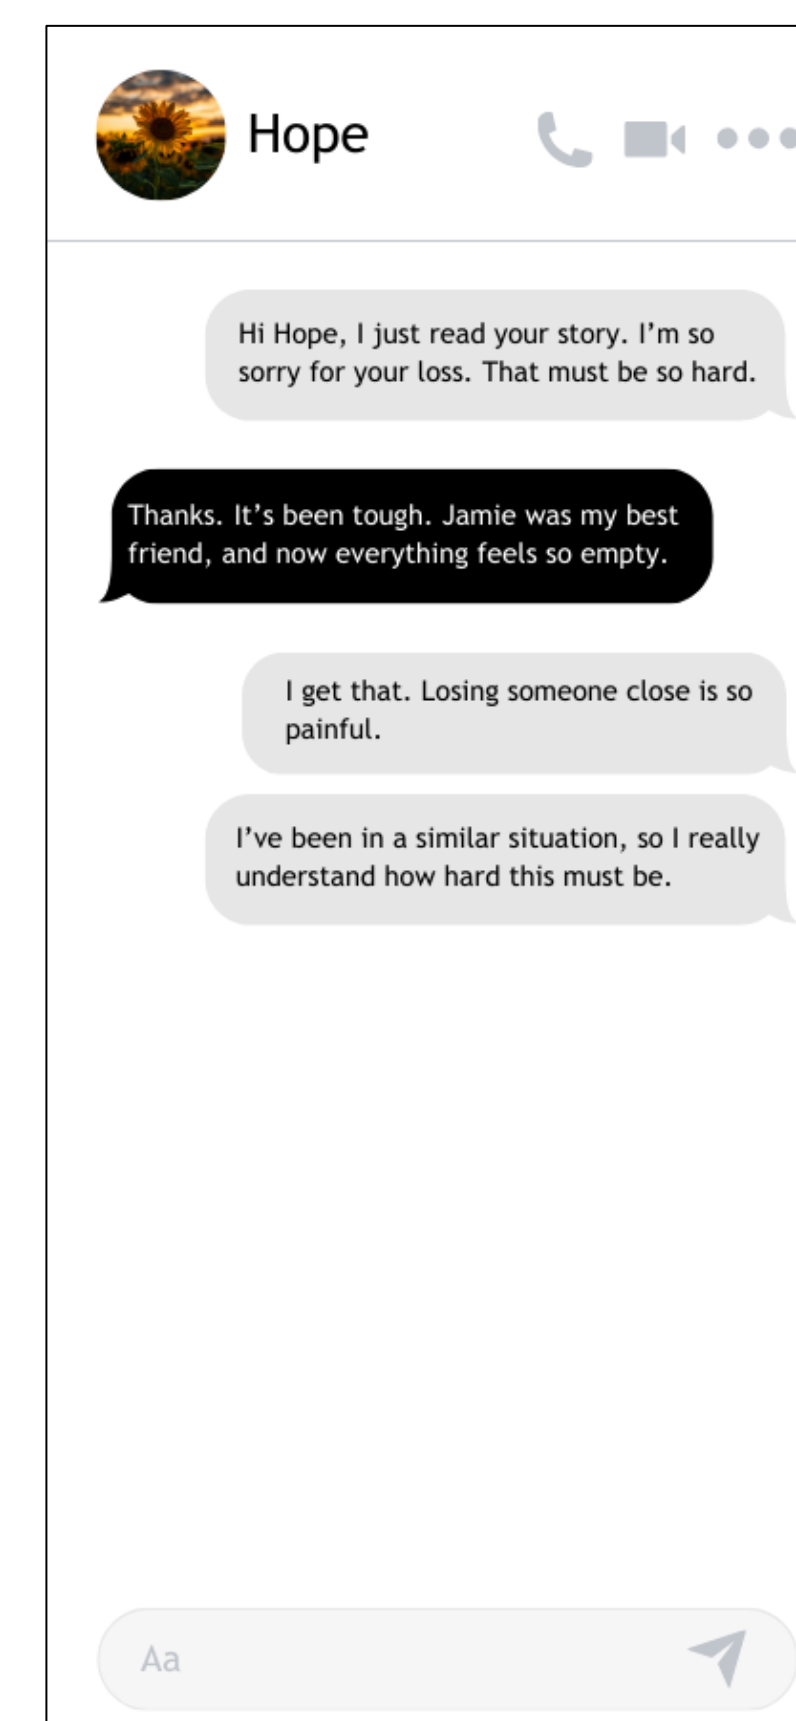 Hope
Hi Hope, I just read your story. I’m so
sorry for your loss. That must be so hard.
Thanks. It’s been tough. Jamie was my best
friend, and now everything feels so empty.
I get that. Losing someone close is so
painful.
I’ve been in a similar situation, so I really
understand how hard this must be.
Aa